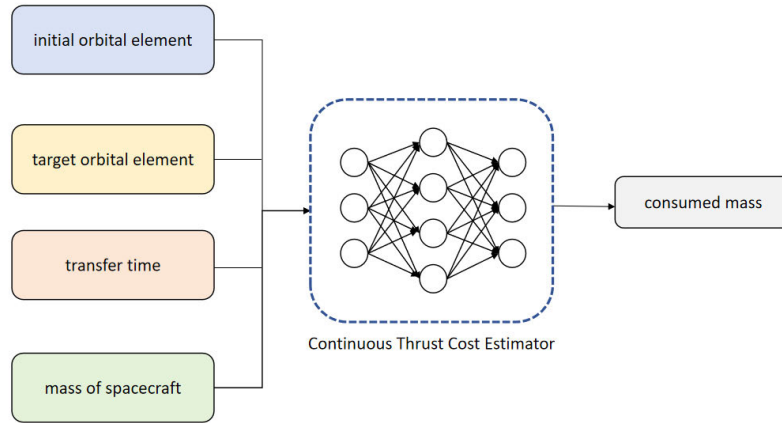 initial orbital element
target orbital element
transfer time
mass of spacecraft
Continuous Thrust Cost Estimator
consumed mass